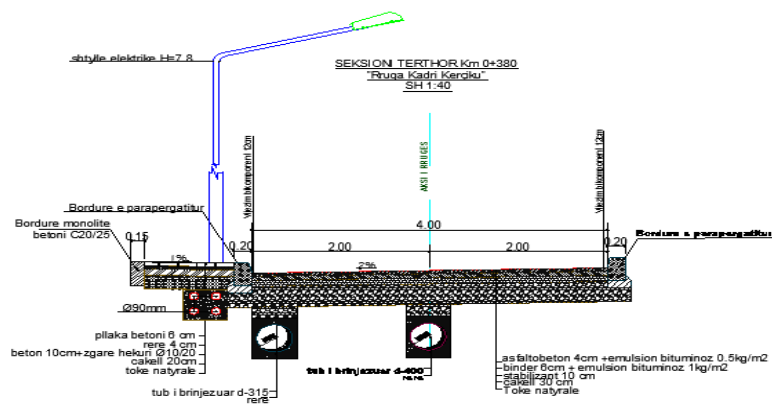 shtylle elektrike H=7.8
SEKSIONI TERTHOR Km 0+380
"Rruga Kadri Kerçiku"
SH 1:40
AKSI I RRUGES
Bordure e parapergatitur
Bordure monolite
betoni C20/25
0.15
4.00
0.20
2.00
2.00
0.20
Bordure e parapergatitur
1%
2%
Ø90mm
pllaka betoni 6 cm
rere 4 cm
beton 10cm+zgare hekuri Ø10/20
cakell 20cm
toke natyrale
tub i brinjezuar d-315
rere
tub i brinjezuar d-400
rere
asfaltobeton 4cm +emulsion bituminoz 0.5kg/m2
binder 6cm + emulsion bituminoz 1kg/m2
stabilizant 10 cm
cakell 30 cm
Toke natyrale